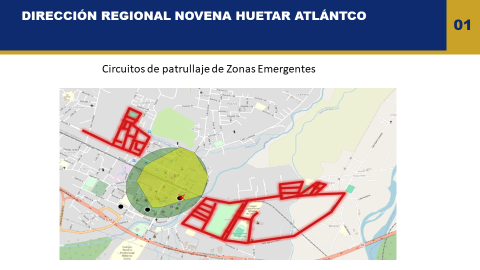 DIRECCIÓN REGIONAL NOVENA HUETAR ATLÁNTCO
01
Circuitos de patrullaje de Zonas Emergentes